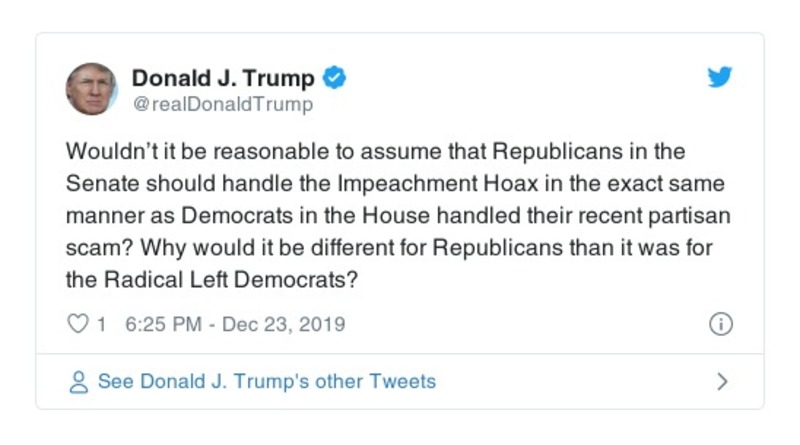 Donald J. Trump
@realDonaldTrump
Wouldn't it be reasonable to assume that Republicans in the
Senate should handle the Impeachment Hoax in the exact same
manner as Democrats in the House handled their recent partisan
scam? Why would it be different for Republicans than it was for
the Radical Left Democrats?
1 6:25 PM - Dec 23, 2019
See Donald J. Trump's other Tweets